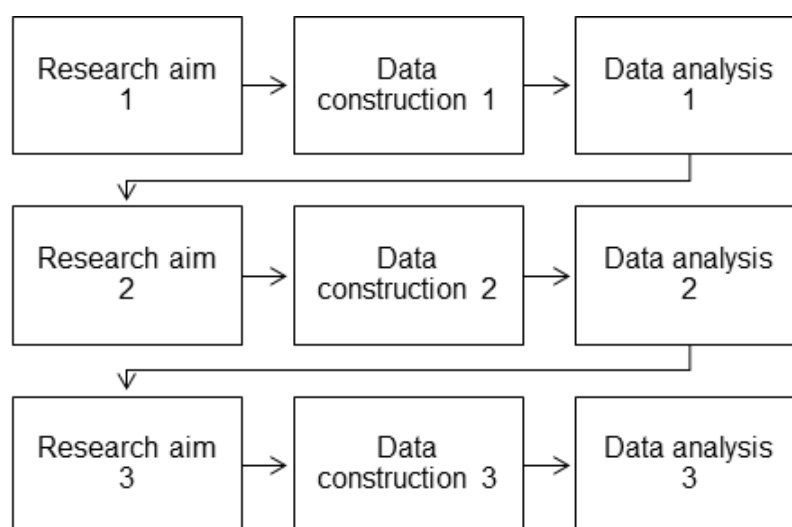 Research aim
1
Data
construction 1
Data analysis
1
Research aim
2
Data
construction 2
Data analysis
2
Research aim
3
Data
construction 3
Data analysis
3